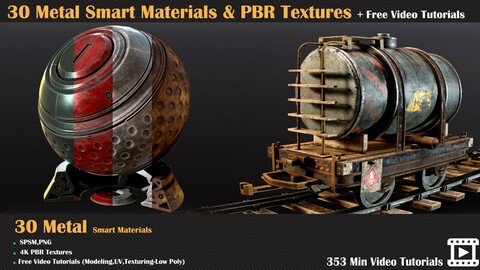 30 Metal Smart Materials & PBR Textures + Free Video Tutorials
30 Metal Smart Materials
SPSM,PNG
4K PBR Textures
Free Video Tutorials (Modeling,UV,Texturing-Low Poly)
353 Min Video Tutorials